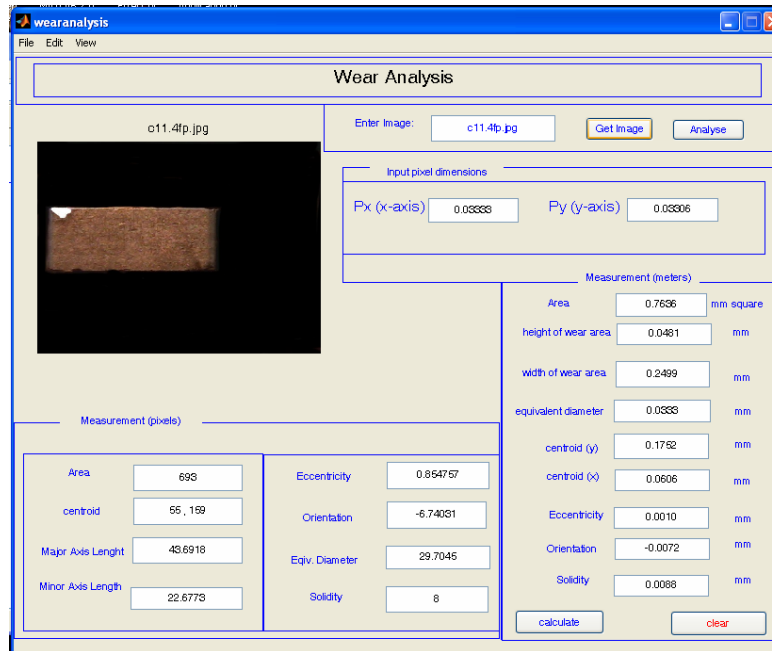 wearanalysis
File Edit View
Wear Analysis
c11.4fp.jpg
Enter Image: c11.4fp.jpg Get Image Analyse
Input pixel dimensions
Px (x-axis) 0.03333 Py (y-axis) 0.03306
Measurement (meters)
Area 0.7636 mm square
height of wear area 0.0481 mm
width of wear area 0.2499 mm
equivalent diameter 0.0333 mm
centroid (y) 0.1752 mm
centroid (x) 0.0606 mm
Eccentricity 0.0010 mm
Orientation -0.0072 mm
Solidity 0.0088 mm
calculate clear
Measurement (pixels)
Area 693
centroid 55 , 159
Major Axis Lenght 43.6918
Minor Axis Length 22.6773
Eccentricity 0.854757
Orientation -6.74031
Eqiv. Diameter 29.7045
Solidity 8